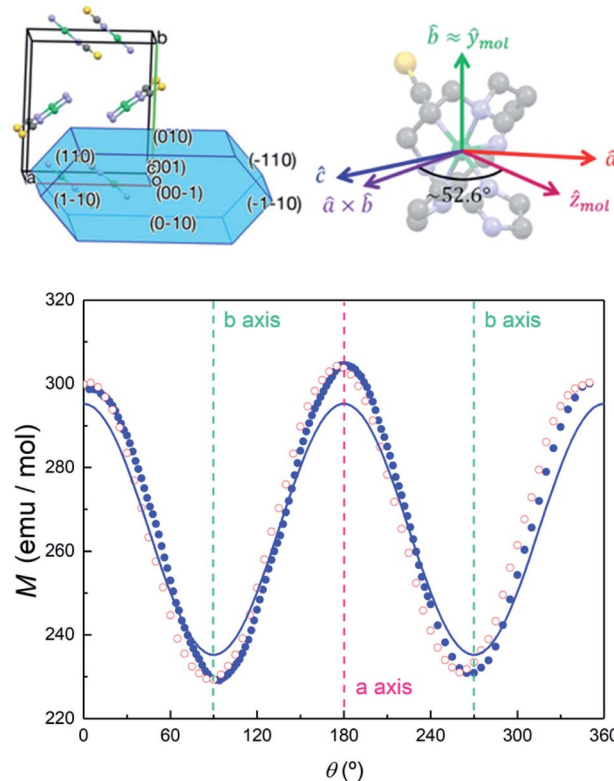 b
(010)
(110)
c
(001)
(-110)
a
o
(00-1)
(1-10)
(-1-10)
(0-10)
b̂ ≈ ŷmol
ĉ
â × b̂
~52.6°
ẑmol
320
300
280
260
240
220
M (emu / mol)
b axis
b axis
a axis
0
60
120
180
240
300
360
θ (°)